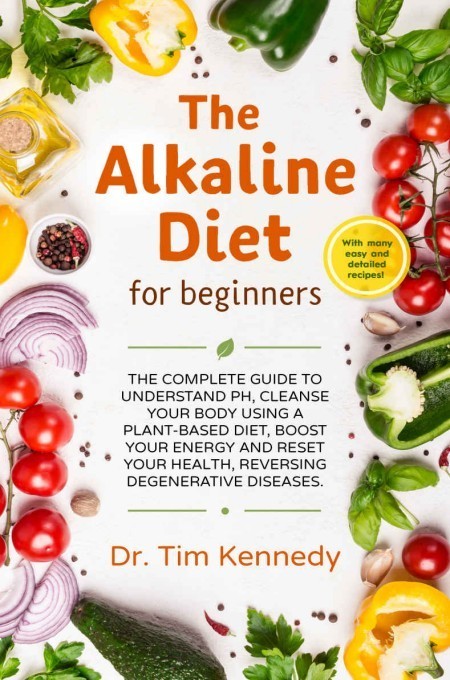 The
Alkaline
Diet
for beginners
With many
easy and
detailed
recipes!
THE COMPLETE GUIDE TO
UNDERSTAND PH, CLEANSE
YOUR BODY USING A
PLANT-BASED DIET, BOOST
YOUR ENERGY AND RESET
YOUR HEALTH, REVERSING
DEGENERATIVE DISEASES.
Dr. Tim Kennedy